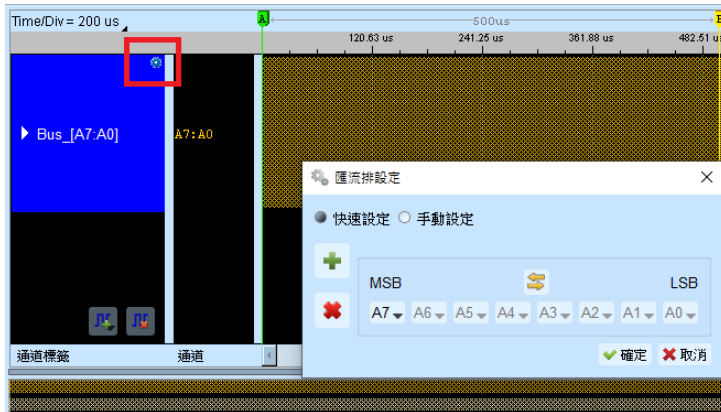 Time/Div = 200 us
A
500us
120.63 us 241.25 us 361.88 us 482.51 u
Bus_[A7:A0]
A7:A0
匯流排設定
快速設定 手動設定
MSB LSB
A7 A6 A5 A4 A3 A2 A1 A0
確定 取消
通道標籤 通道